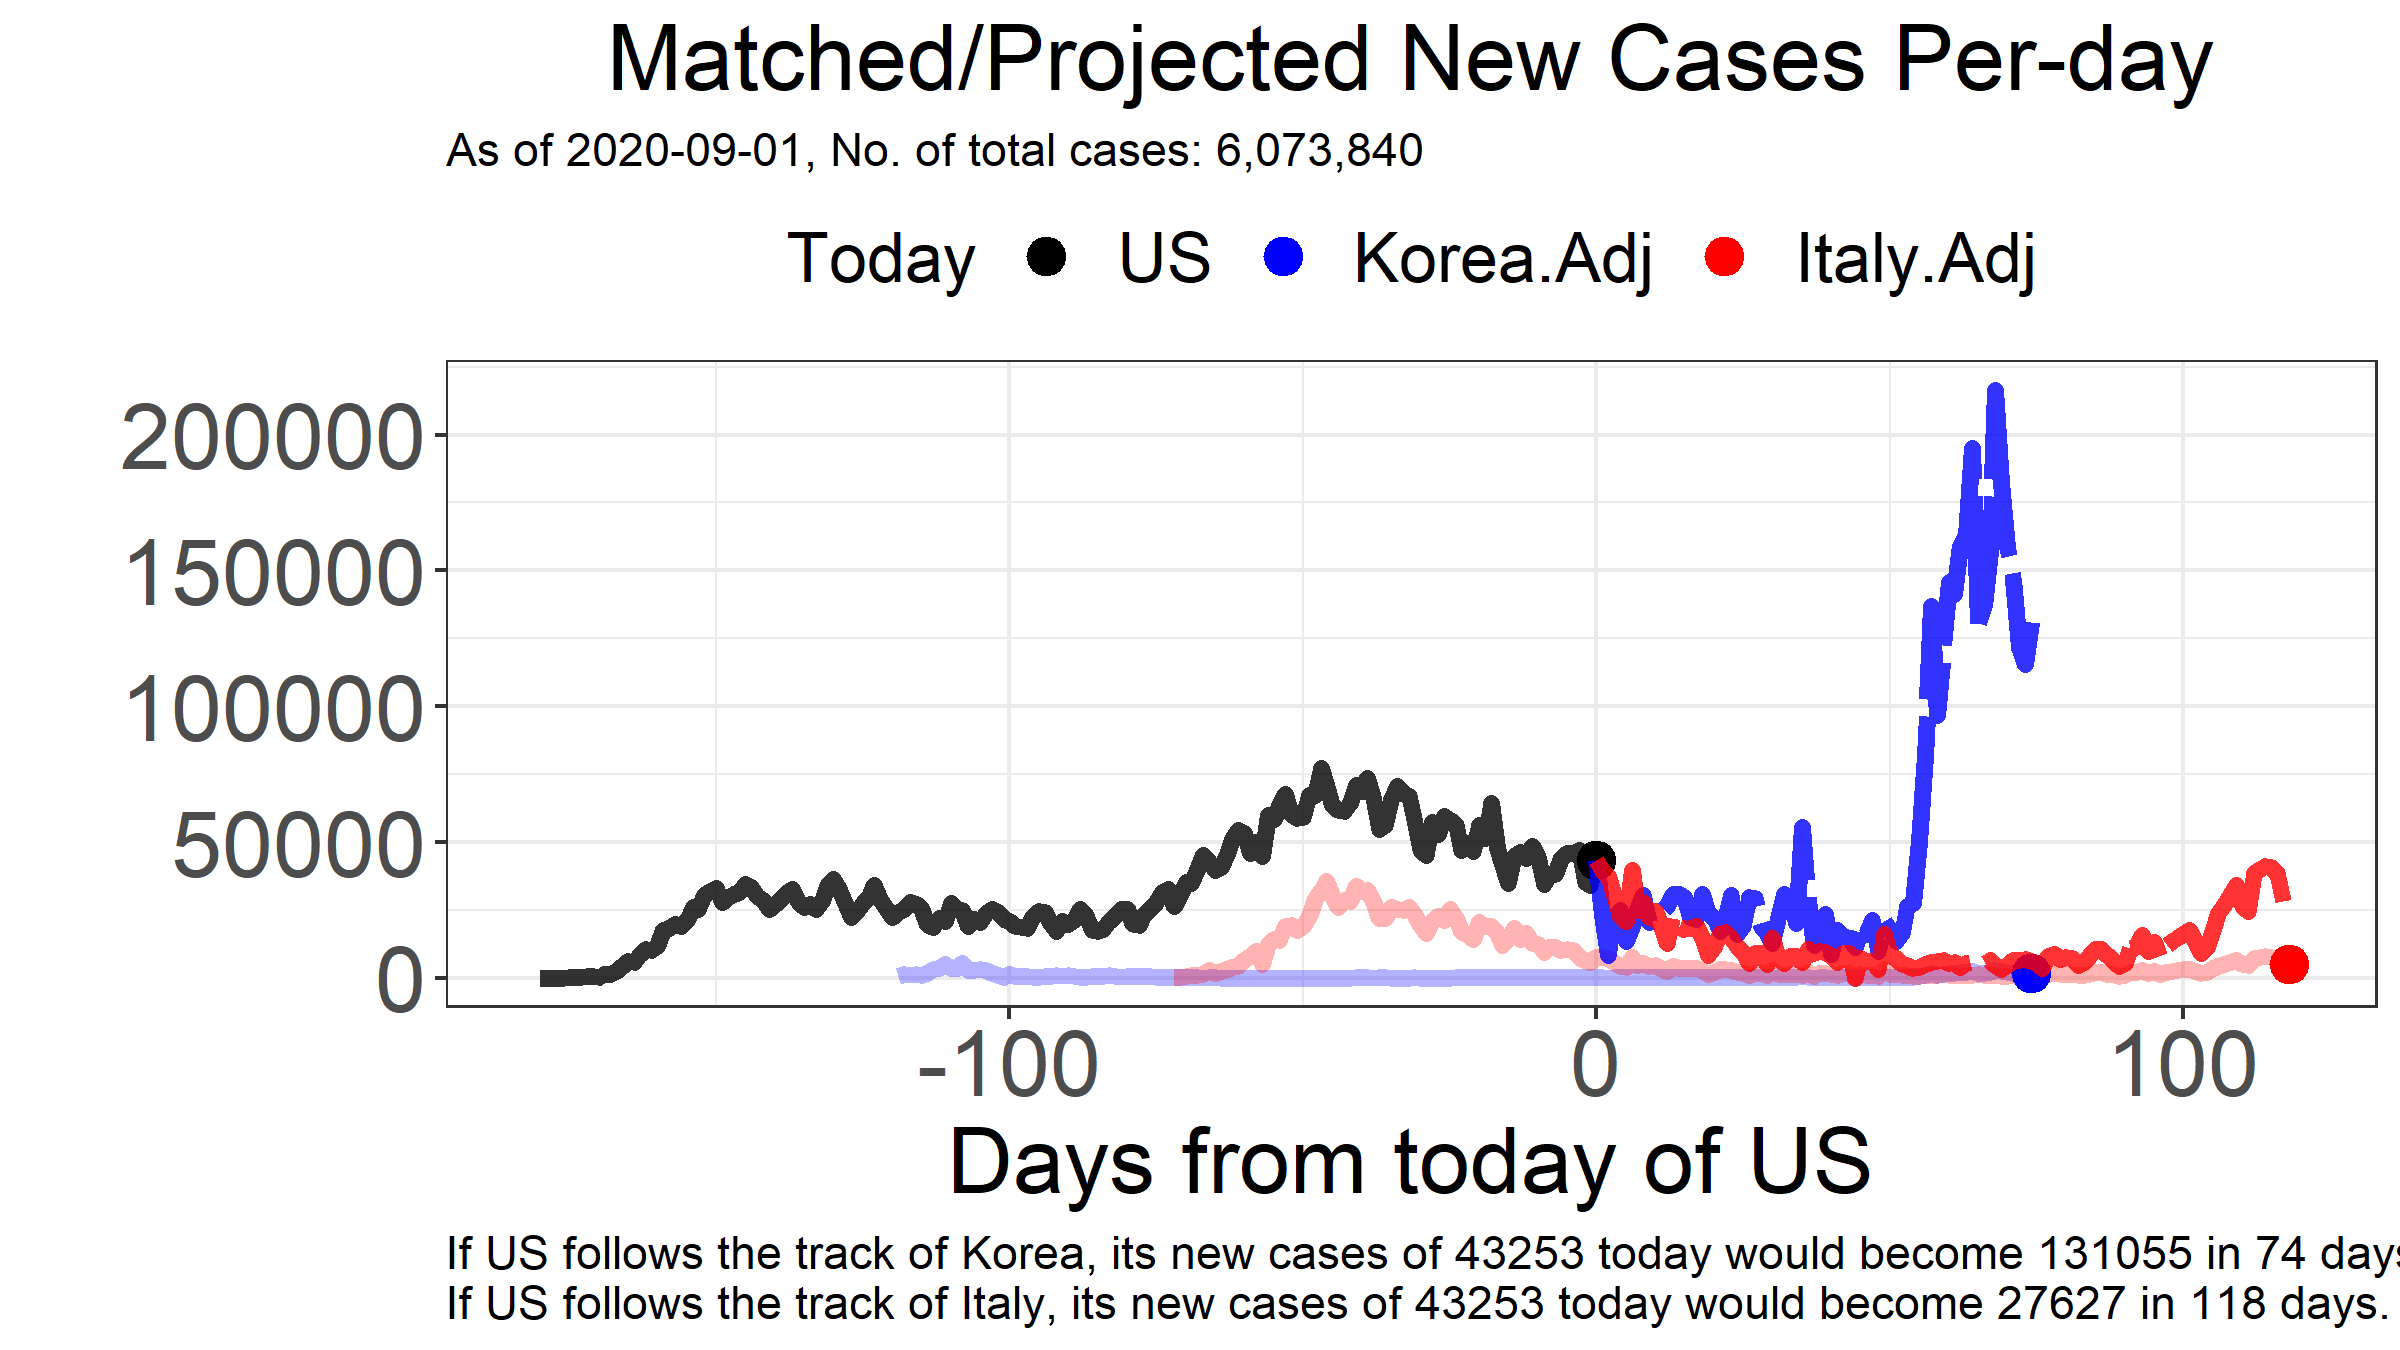 Matched/Projected New Cases Per-day
As of 2020-09-01, No. of total cases: 6,073,840
Today US Korea.Adj Italy.Adj
200000
150000
100000
50000
0
-100 0 100
Days from today of US
If US follows the track of Korea, its new cases of 43253 today would become 131055 in 74 days
If US follows the track of Italy, its new cases of 43253 today would become 27627 in 118 days.